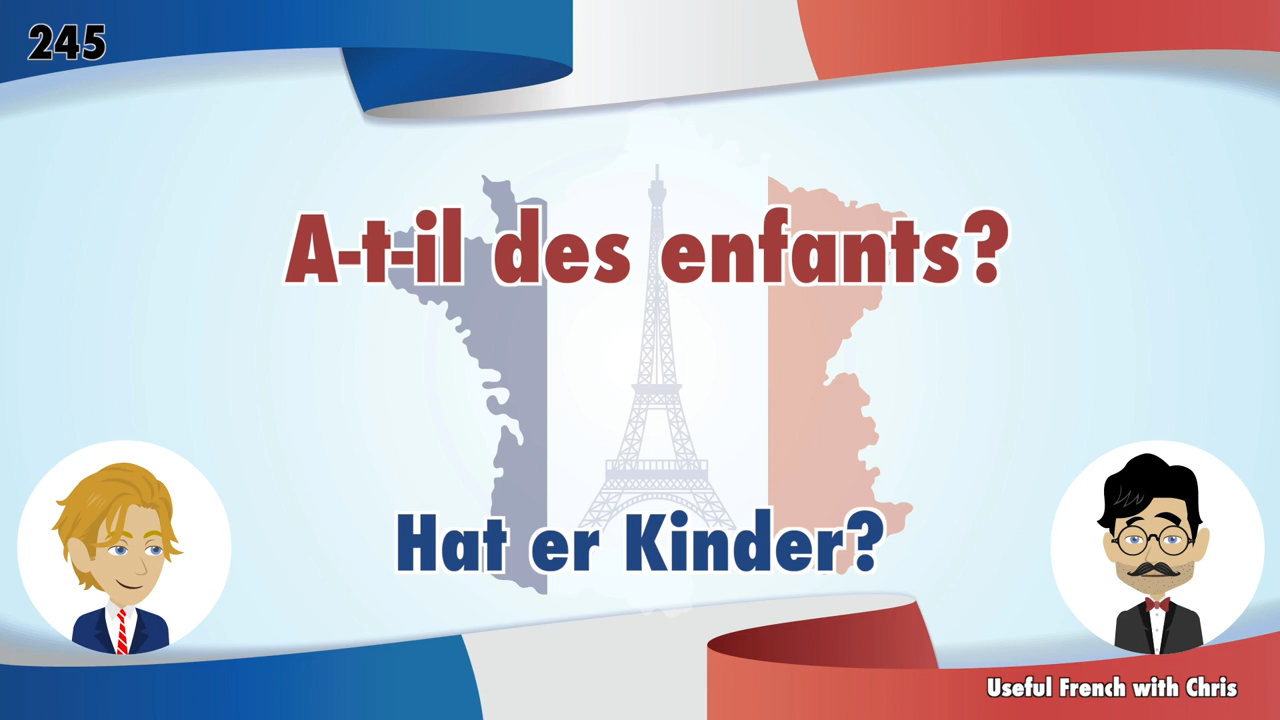 245
A-t-il des enfants?
Hat er Kinder?
Useful French with Chris